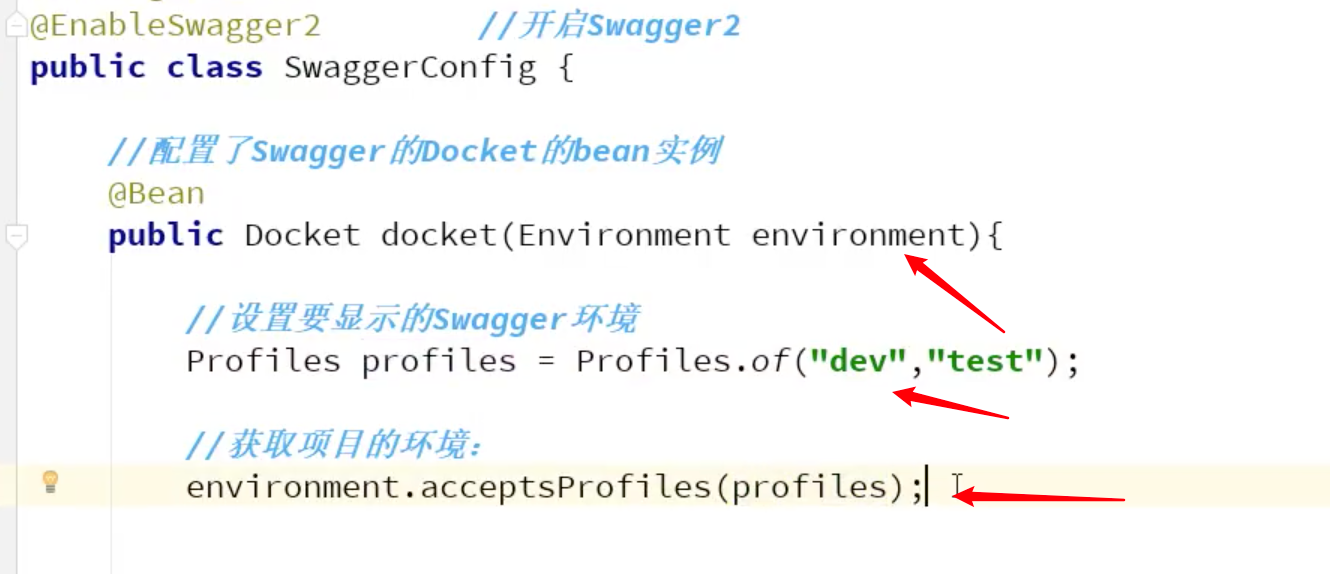 @EnableSwagger2 //开启Swagger2
public class SwaggerConfig {
//配置了Swagger的Docket的bean实例
@Bean
public Docket docket(Environment environment){
//设置要显示的Swagger环境
Profiles profiles = Profiles.of("dev","test");
//获取项目的环境：
environment.acceptsProfiles(profiles);